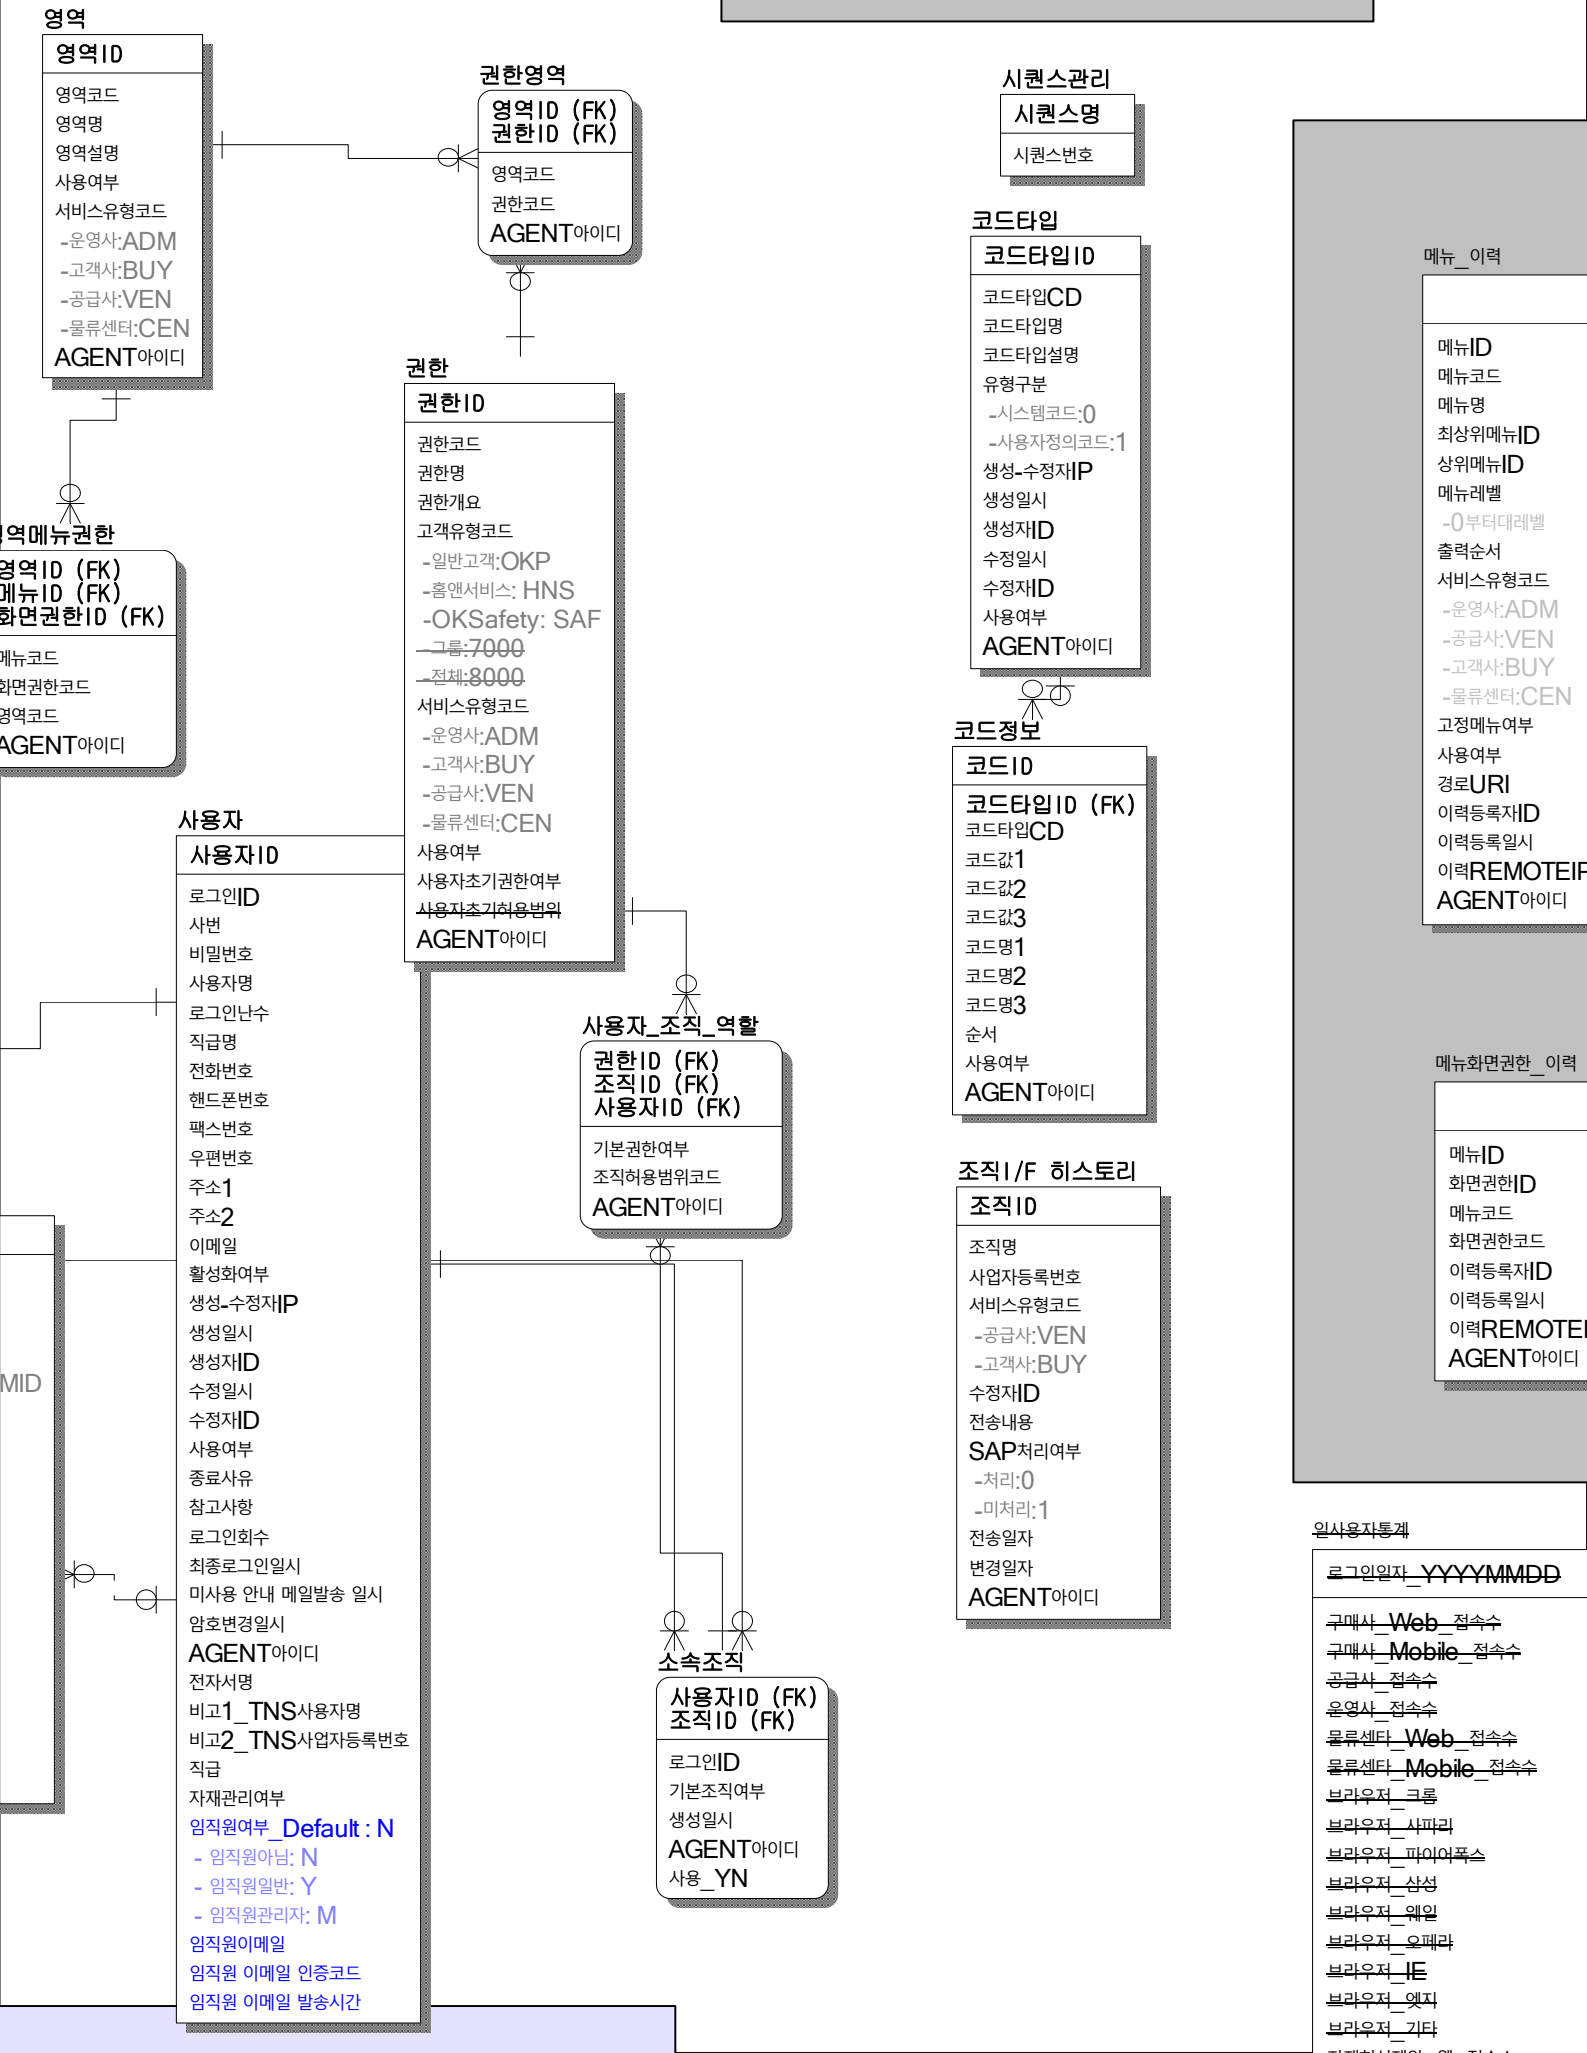 영역
영역ID
영역코드
영역명
영역설명
사용여부
서비스유형코드
-운영사:ADM
-고객사:BUY
-공급사:VEN
-물류센터:CEN
AGENT아이디
권한영역
영역ID (FK)
권한ID (FK)
영역코드
권한코드
AGENT아이디
역메뉴권한
영역ID (FK)
메뉴ID (FK)
화면권한ID (FK)
메뉴코드
화면권한코드
영역코드
AGENT아이디
권한
권한ID
권한코드
권한명
권한개요
고객유형코드
-일반고객:OKP
-홈앤서비스: HNS
-OKSafety: SAF
-그룹:7000
-전체:8000
서비스유형코드
-운영사:ADM
-고객사:BUY
-공급사:VEN
-물류센터:CEN
사용여부
사용자초기권한여부
사용자초기허용범위
AGENT아이디
사용자
사용자ID
로그인ID
사번
비밀번호
사용자명
로그인난수
직급명
전화번호
핸드폰번호
팩스번호
우편번호
주소1
주소2
이메일
활성화여부
생성-수정자IP
생성일시
생성자ID
수정일시
수정자ID
사용여부
종료사유
참고사항
로그인회수
최종로그인일시
미사용 안내 메일발송 일시
암호변경일시
AGENT아이디
전자서명
비고1_TNS사용자명
비고2_TNS사업자등록번호
직급
자재관리여부
임직원여부_Default : N
- 임직원아님: N
- 임직원일반: Y
- 임직원관리자: M
임직원이메일
임직원 이메일 인증코드
임직원 이메일 발송시간
MID
사용자_조직_역할
권한ID (FK)
조직ID (FK)
사용자ID (FK)
기본권한여부
조직허용범위코드
AGENT아이디
소속조직
사용자ID (FK)
조직ID (FK)
로그인ID
기본조직여부
생성일시
AGENT아이디
사용_YN
시퀀스관리
시퀀스명
시퀀스번호
코드타입
코드타입ID
코드타입CD
코드타입명
코드타입설명
유형구분
-시스템코드:0
-사용자정의코드:1
생성-수정자IP
생성일시
생성자ID
수정일시
수정자ID
사용여부
AGENT아이디
코드정보
코드ID
코드타입ID (FK)
코드타입CD
코드값1
코드값2
코드값3
코드명1
코드명2
코드명3
순서
사용여부
AGENT아이디
조직I/F 히스토리
조직ID
조직명
사업자등록번호
서비스유형코드
-공급사:VEN
-고객사:BUY
수정자ID
전송내용
SAP처리여부
-처리:0
-미처리:1
전송일자
변경일자
AGENT아이디
메뉴_이력
메뉴ID
메뉴코드
메뉴명
최상위메뉴ID
상위메뉴ID
메뉴레벨
-0부터대레벨
출력순서
서비스유형코드
-운영사:ADM
-공급사:VEN
-고객사:BUY
-물류센터:CEN
고정메뉴여부
사용여부
경로URI
이력등록자ID
이력등록일시
이력REMOTEIP
AGENT아이디
메뉴화면권한_이력
메뉴ID
화면권한ID
메뉴코드
화면권한코드
이력등록자ID
이력등록일시
이력REMOTEI
AGENT아이디
일사용자통계
로그인일자_YYYYMMDD
구매사_Web_접속수
구매사_Mobile_접속수
공급사_접속수
운영사_접속수
물류센타_Web_접속수
물류센타_Mobile_접속수
브라우저_크롬
브라우저_사파리
브라우저_파이어폭스
브라우저_삼성
브라우저_웨일
브라우저_오페라
브라우저_IE
브라우저_엣지
브라우저_기타